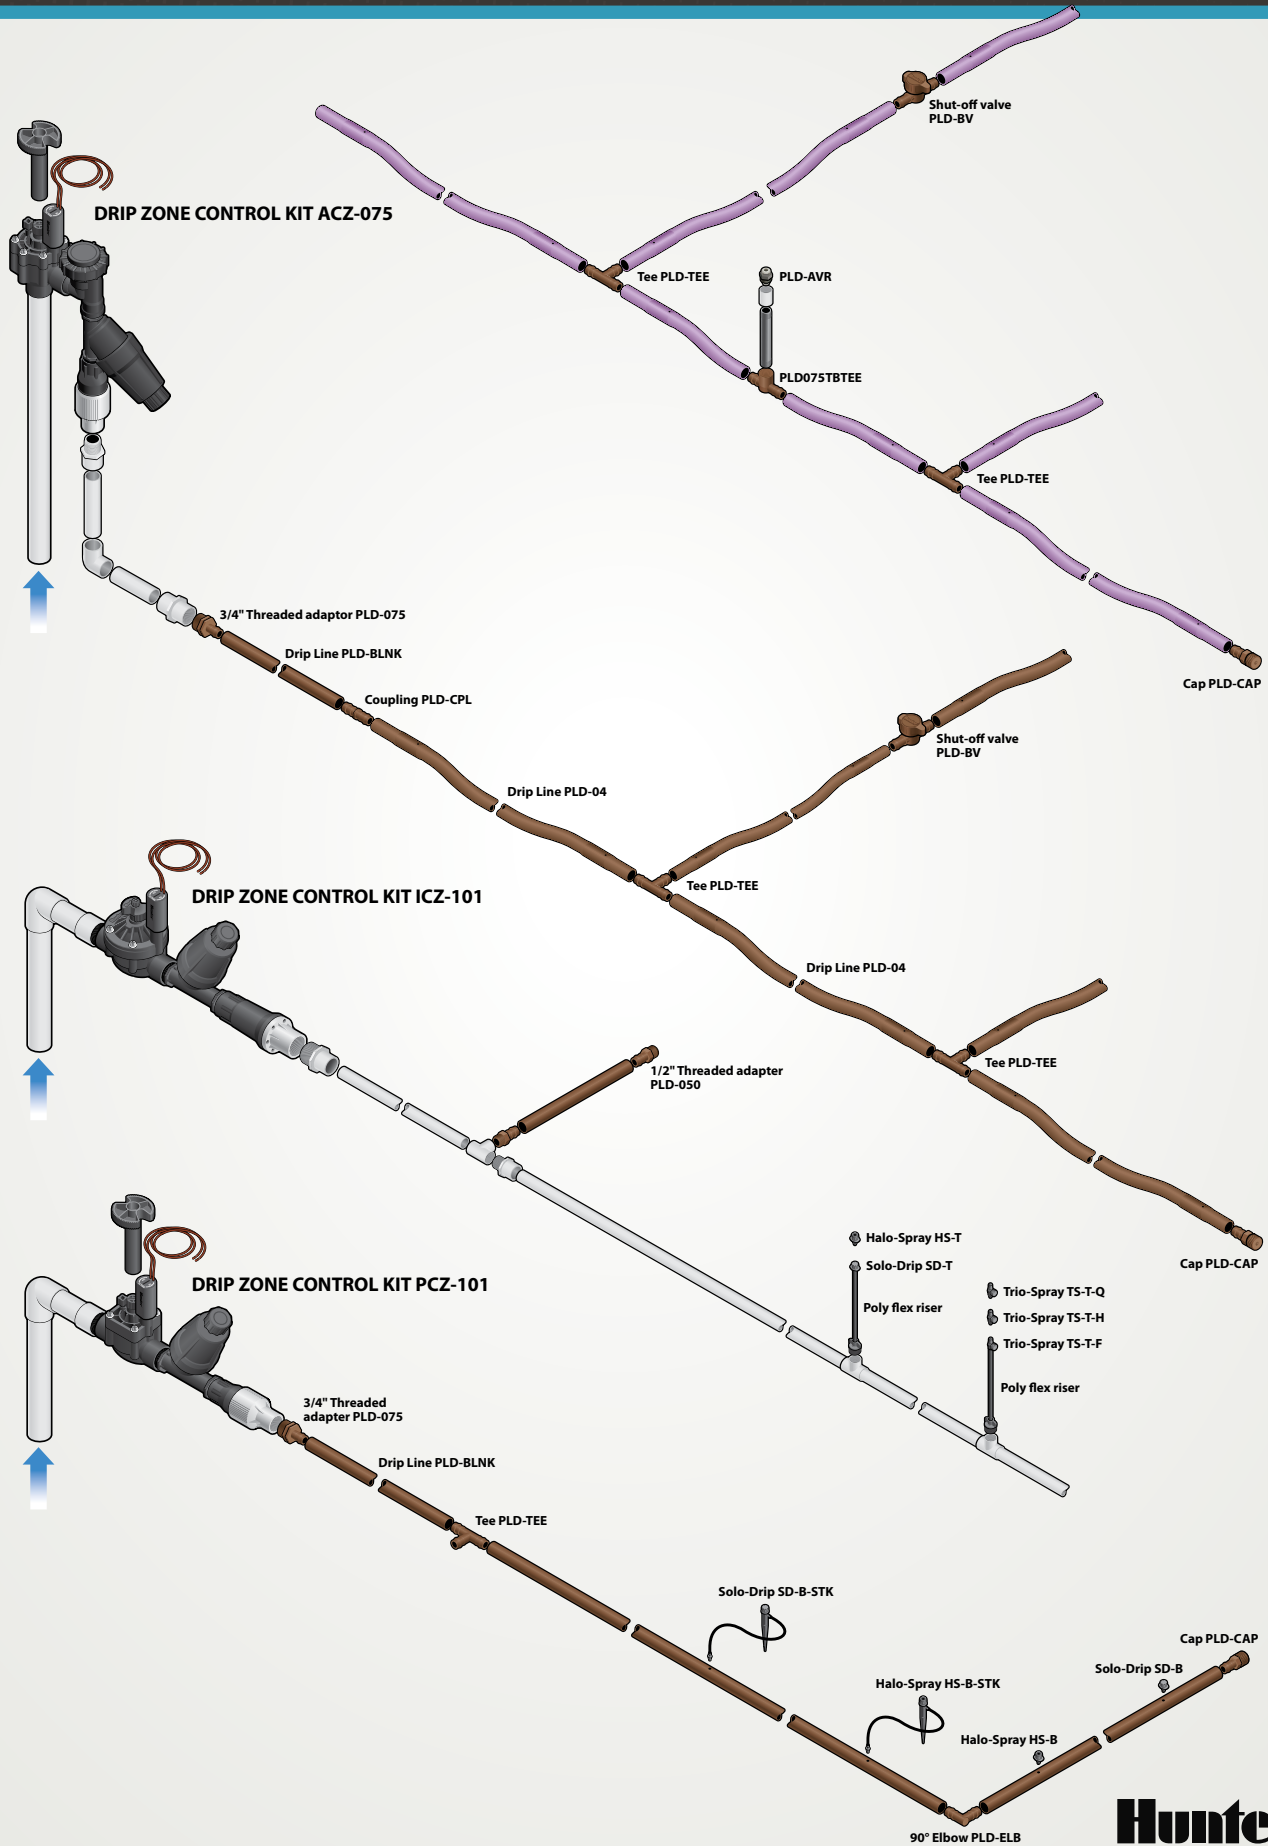 Shut-off valve
PLD-BV
DRIP ZONE CONTROL KIT ACZ-075
Tee PLD-TEE
PLD-AVR
PLD075TBTEE
Tee PLD-TEE
3/4" Threaded adaptor PLD-075
Drip Line PLD-BLNK
Cap PLD-CAP
Coupling PLD-CPL
Shut-off valve
PLD-BV
Drip Line PLD-04
Tee PLD-TEE
DRIP ZONE CONTROL KIT ICZ-101
Drip Line PLD-04
Tee PLD-TEE
1/2" Threaded adapter
PLD-050
Halo-Spray HS-T
Cap PLD-CAP
Solo-Drip SD-T
DRIP ZONE CONTROL KIT PCZ-101
Trio-Spray TS-T-Q
Poly flex riser
Trio-Spray TS-T-H
Trio-Spray TS-T-F
Poly flex riser
3/4" Threaded
adapter PLD-075
Drip Line PLD-BLNK
Tee PLD-TEE
Solo-Drip SD-B-STK
Cap PLD-CAP
Solo-Drip SD-B
Halo-Spray HS-B-STK
Halo-Spray HS-B
90° Elbow PLD-ELB
Hunte